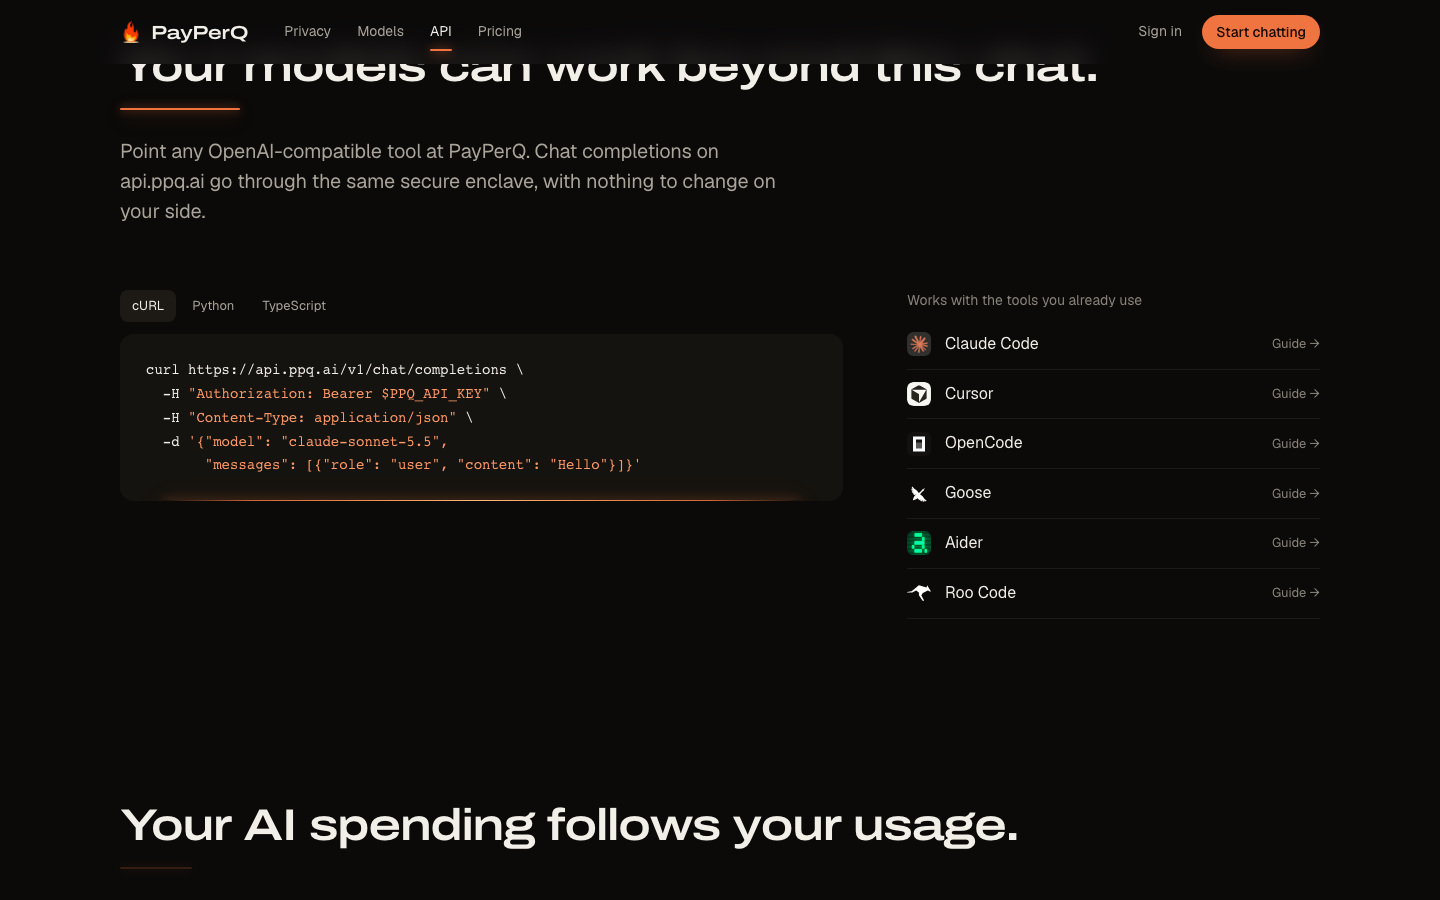 PayPerQ
Privacy
Models
API
Pricing
Sign in
Start chatting
Your models can work beyond this chat.
Point any OpenAI-compatible tool at PayPerQ. Chat completions on
api.ppq.ai go through the same secure enclave, with nothing to change on
your side.
cURL
Python
TypeScript
curl https://api.ppq.ai/v1/chat/completions \
-H "Authorization: Bearer $PPQ_API_KEY" \
-H "Content-Type: application/json" \
-d '{"model": "claude-sonnet-5.5",
"messages": [{"role": "user", "content": "Hello"}]}'
Works with the tools you already use
Claude Code
Guide →
Cursor
Guide →
OpenCode
Guide →
Goose
Guide →
Aider
Guide →
Roo Code
Guide →
Your AI spending follows your usage.